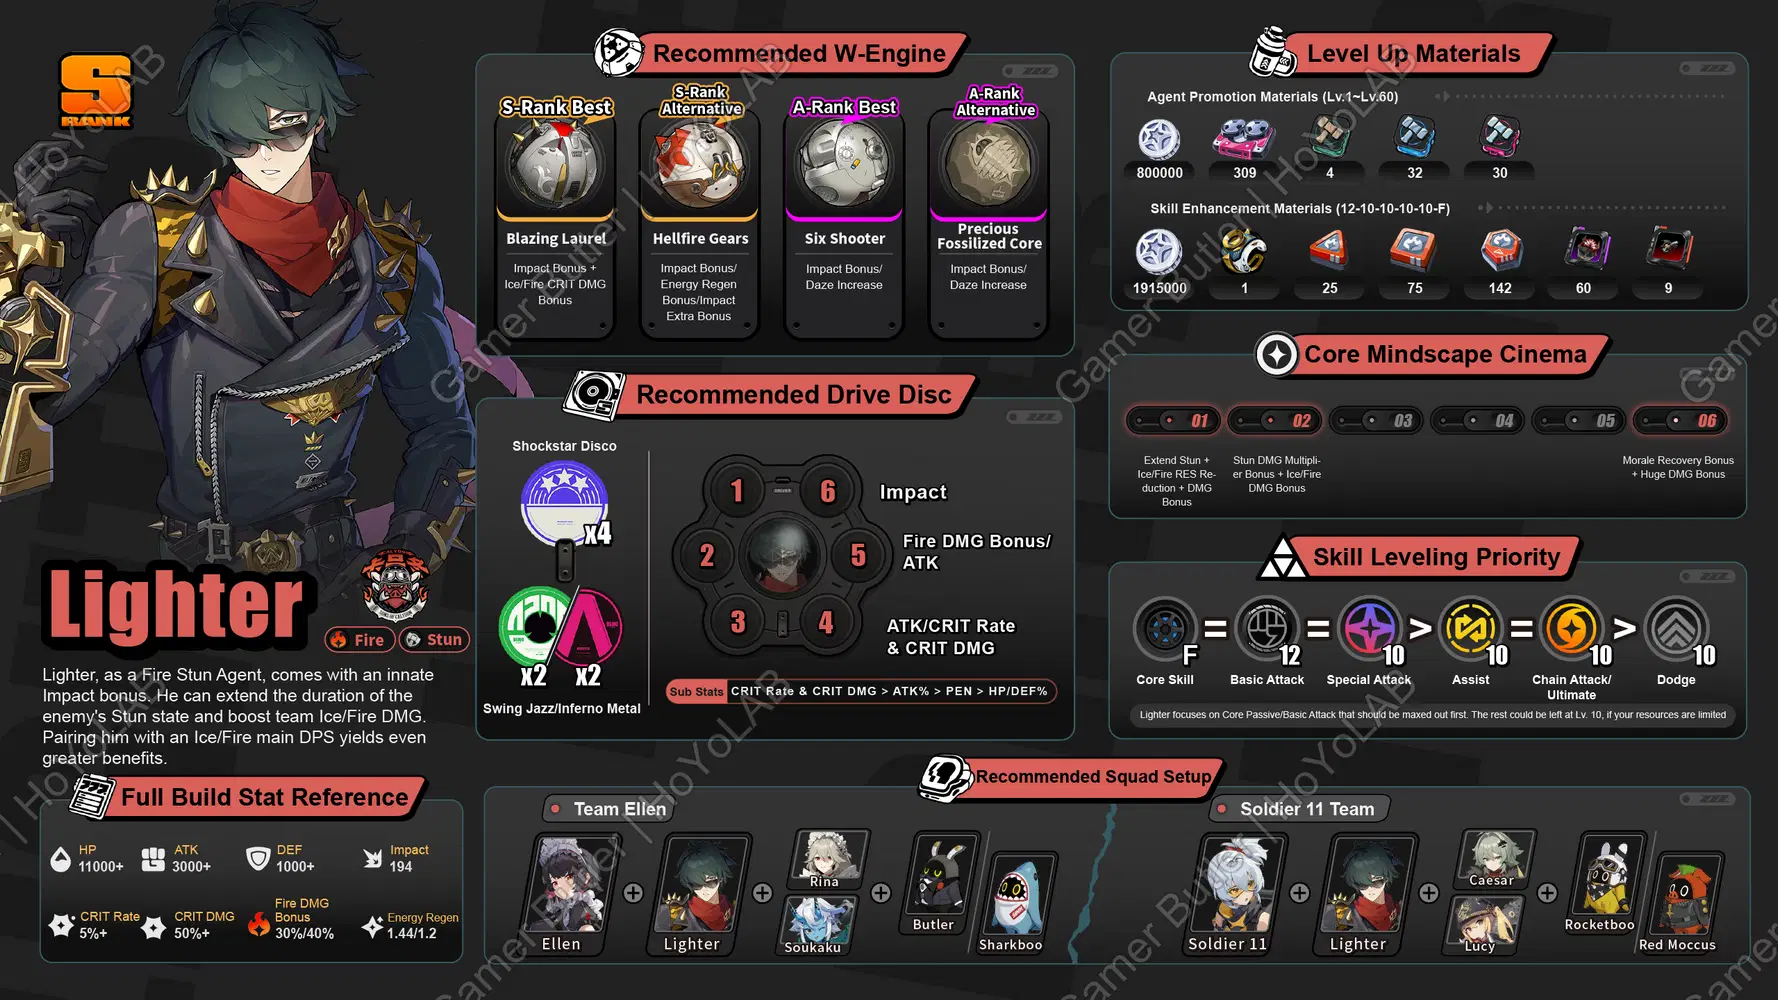 S
RANK
Lighter
Fire
Stun
Lighter, as a Fire Stun Agent, comes with an innate
Impact bonus. He can extend the duration of the
enemy's Stun state and boost team Ice/Fire DMG.
Pairing him with an Ice/Fire main DPS yields even
greater benefits.
Full Build Stat Reference
HP
11000+
ATK
3000+
DEF
1000+
Impact
194
CRIT Rate
5%+
CRIT DMG
50%+
Fire DMG
Bonus
30%/40%
Energy Regen
1.44/1.2
Recommended W-Engine
S-Rank Best
Blazing Laurel
Impact Bonus +
Ice/Fire CRIT DMG
Bonus
S-Rank
Alternative
Hellfire Gears
Impact Bonus/
Energy Regen
Bonus/Impact
Extra Bonus
A-Rank Best
Six Shooter
Impact Bonus/
Daze Increase
A-Rank
Alternative
Precious
Fossilized Core
Impact Bonus/
Daze Increase
Recommended Drive Disc
Shockstar Disco
x4
x2
x2
Swing Jazz/Inferno Metal
1
6
2
5
3
4
Impact
Fire DMG Bonus/
ATK
ATK/CRIT Rate
& CRIT DMG
Sub Stats
CRIT Rate & CRIT DMG > ATK% > PEN > HP/DEF%
Level Up Materials
Agent Promotion Materials (Lv.1~Lv.60)
800000
309
4
32
30
Skill Enhancement Materials (12-10-10-10-10-F)
1915000
1
25
75
142
60
9
Core Mindscape Cinema
01
02
03
04
05
06
Extend Stun +
Ice/Fire RES Re-
duction + DMG
Bonus
Stun DMG Multipli-
er Bonus + Ice/Fire
DMG Bonus
Morale Recovery Bonus
+ Huge DMG Bonus
Skill Leveling Priority
F
=
12
=
10
>
10
=
10
>
10
Core Skill
Basic Attack
Special Attack
Assist
Chain Attack/
Ultimate
Dodge
Lighter focuses on Core Passive/Basic Attack that should be maxed out first. The rest could be left at Lv. 10, if your resources are limited
Recommended Squad Setup
Team Ellen
Ellen
Lighter
Rina
Soukaku
Butler
Sharkboo
Soldier 11 Team
Soldier 11
Lighter
Caesar
Lucy
Rocketboo
Red Moccus
Gamer Butler | HoYoLAB